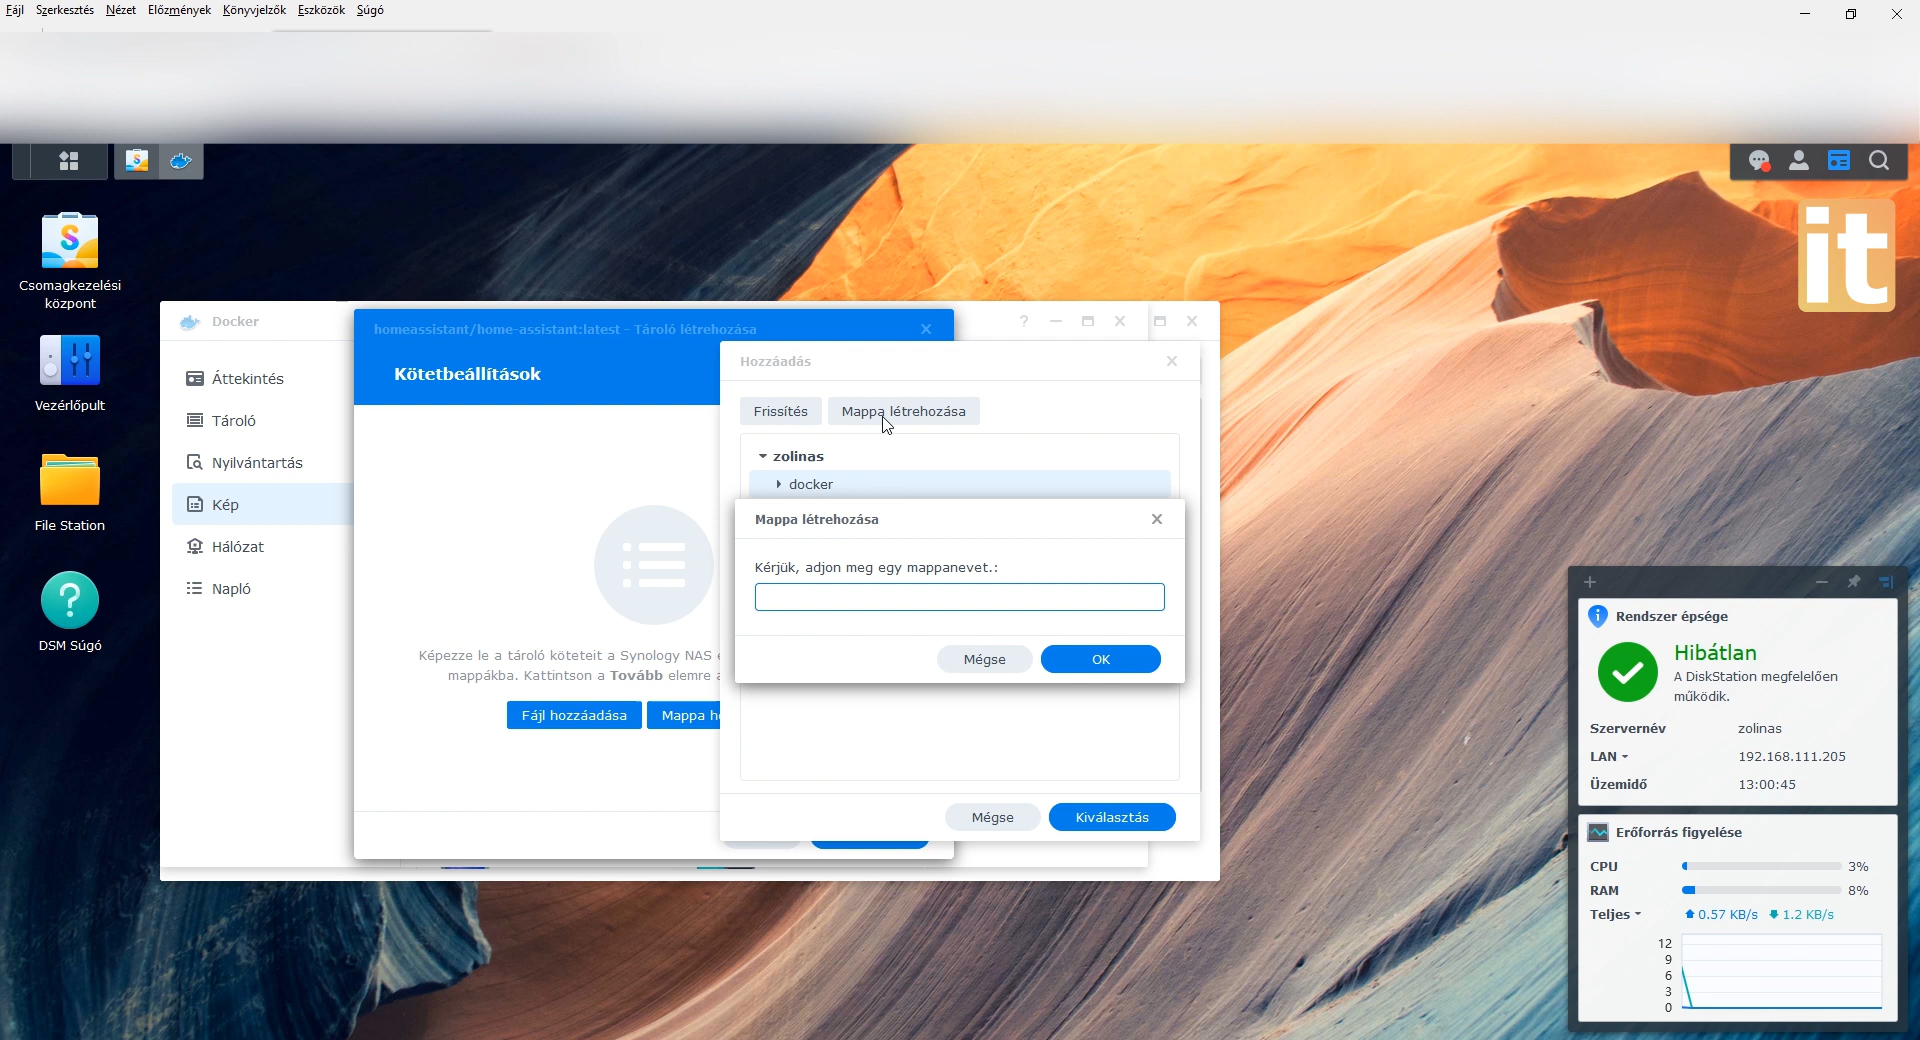 Fájl Szerkesztés Nézet Előzmények Könyvjelzők Eszközök Súgó
Csomagkezelési
központ
Vezérlőpult
File Station
DSM Súgó
it
Docker
Áttekintés
Tároló
Nyilvántartás
Kép
Hálózat
Napló
homeassistant/home-assistant:latest - Tároló létrehozása
Kötetbeállítások
Képezze le a tároló köteteit a Synology NAS
mappákba. Kattintson a Tovább elemre
Fájl hozzáadása
Mappa
Hozzáadás
Frissítés
Mappa létrehozása
zolinas
docker
Mappa létrehozása
Kérjük, adjon meg egy mappanevet.:
Mégse
OK
Mégse
Kiválasztás
Rendszer épsége
Hibátlan
A DiskStation megfelelően
működik.
Szervernév zolinas
LAN 192.168.111.205
Üzemidő 13:00:45
Erőforrás figyelése
CPU 3%
RAM 8%
Teljes 0.57 KB/s 1.2 KB/s
12
9
6
3
0